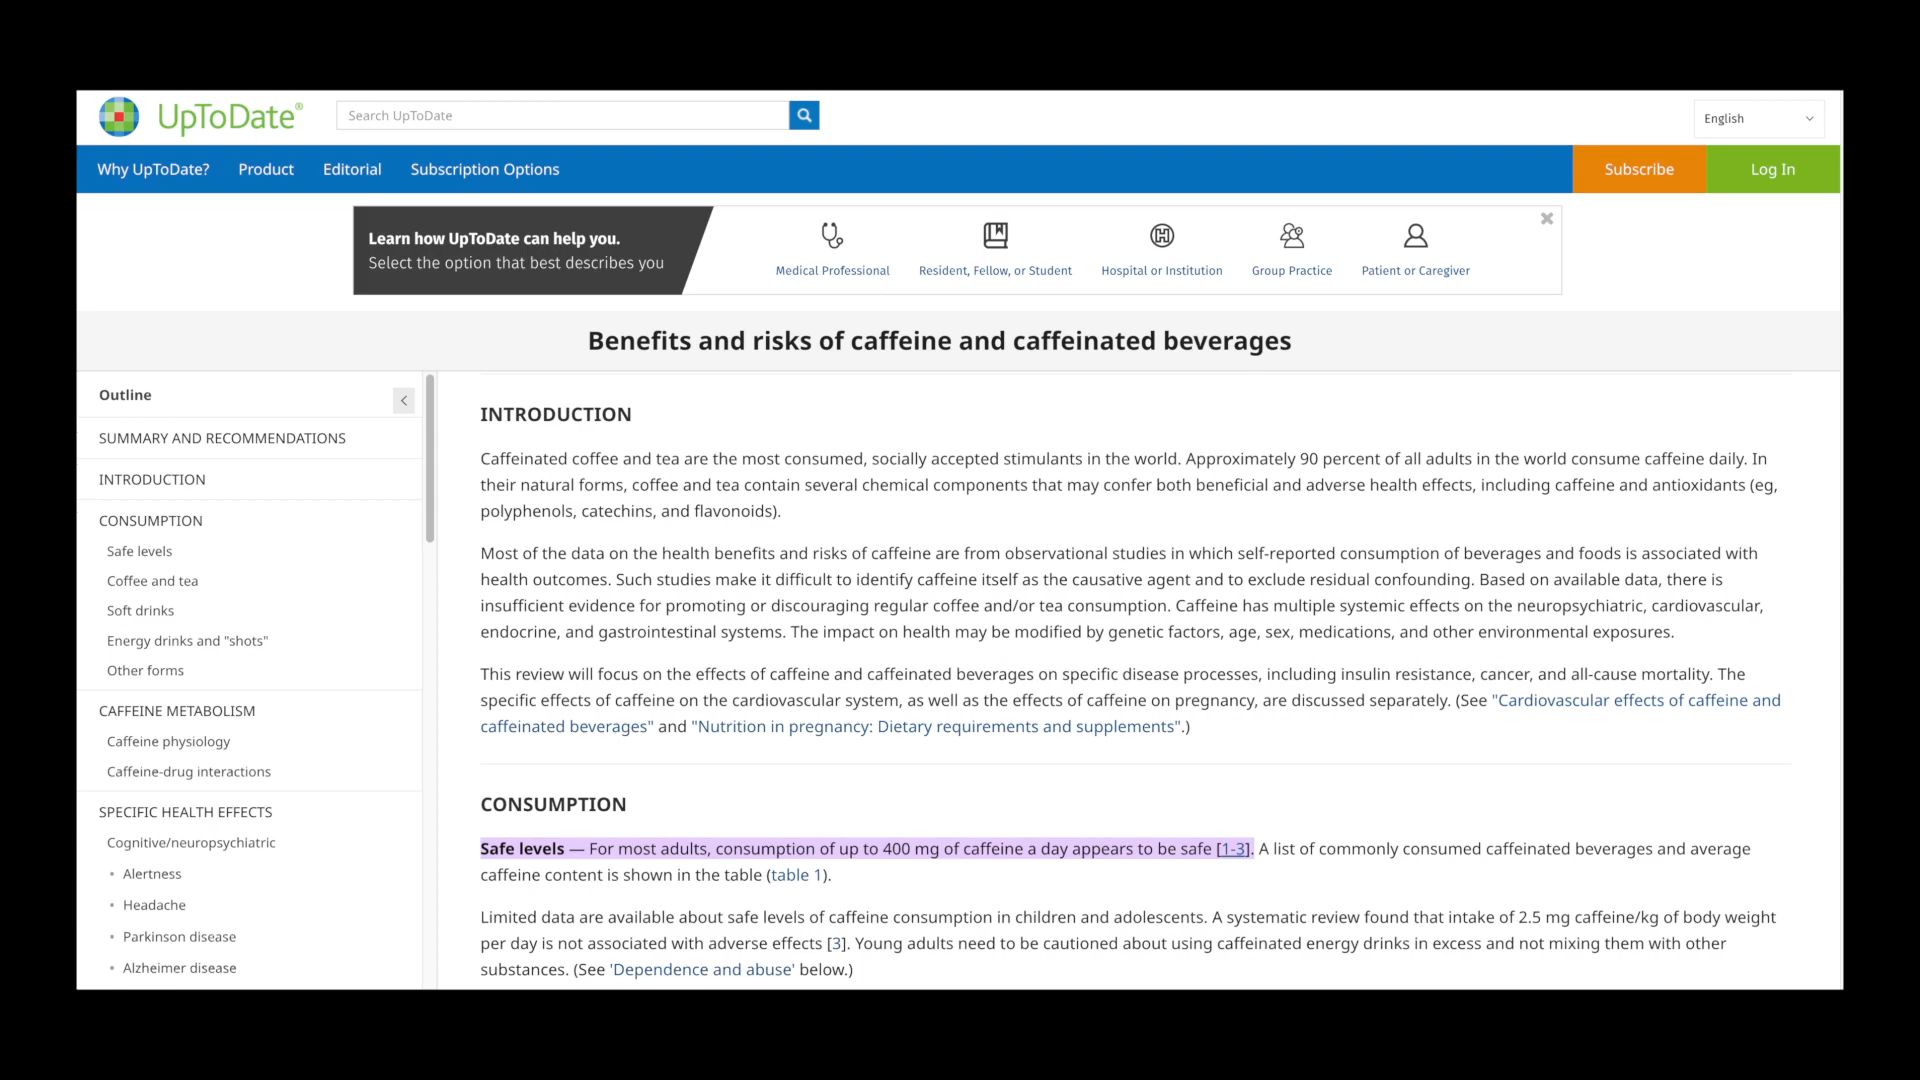 UpToDate®
Search UpToDate
English
Why UpToDate? Product Editorial Subscription Options
Subscribe
Log In
Learn how UpToDate can help you.
Select the option that best describes you
Medical Professional
Resident, Fellow, or Student
Hospital or Institution
Group Practice
Patient or Caregiver
Benefits and risks of caffeine and caffeinated beverages
Outline
SUMMARY AND RECOMMENDATIONS
INTRODUCTION
CONSUMPTION
Safe levels
Coffee and tea
Soft drinks
Energy drinks and "shots"
Other forms
CAFFEINE METABOLISM
Caffeine physiology
Caffeine-drug interactions
SPECIFIC HEALTH EFFECTS
Cognitive/neuropsychiatric
• Alertness
• Headache
• Parkinson disease
• Alzheimer disease
INTRODUCTION
Caffeinated coffee and tea are the most consumed, socially accepted stimulants in the world. Approximately 90 percent of all adults in the world consume caffeine daily. In
their natural forms, coffee and tea contain several chemical components that may confer both beneficial and adverse health effects, including caffeine and antioxidants (eg,
polyphenols, catechins, and flavonoids).
Most of the data on the health benefits and risks of caffeine are from observational studies in which self-reported consumption of beverages and foods is associated with
health outcomes. Such studies make it difficult to identify caffeine itself as the causative agent and to exclude residual confounding. Based on available data, there is
insufficient evidence for promoting or discouraging regular coffee and/or tea consumption. Caffeine has multiple systemic effects on the neuropsychiatric, cardiovascular,
endocrine, and gastrointestinal systems. The impact on health may be modified by genetic factors, age, sex, medications, and other environmental exposures.
This review will focus on the effects of caffeine and caffeinated beverages on specific disease processes, including insulin resistance, cancer, and all-cause mortality. The
specific effects of caffeine on the cardiovascular system, as well as the effects of caffeine on pregnancy, are discussed separately. (See "Cardiovascular effects of caffeine and
caffeinated beverages" and "Nutrition in pregnancy: Dietary requirements and supplements".)
CONSUMPTION
Safe levels — For most adults, consumption of up to 400 mg of caffeine a day appears to be safe [1-3]. A list of commonly consumed caffeinated beverages and average
caffeine content is shown in the table (table 1).
Limited data are available about safe levels of caffeine consumption in children and adolescents. A systematic review found that intake of 2.5 mg caffeine/kg of body weight
per day is not associated with adverse effects [3]. Young adults need to be cautioned about using caffeinated energy drinks in excess and not mixing them with other
substances. (See 'Dependence and abuse' below.)